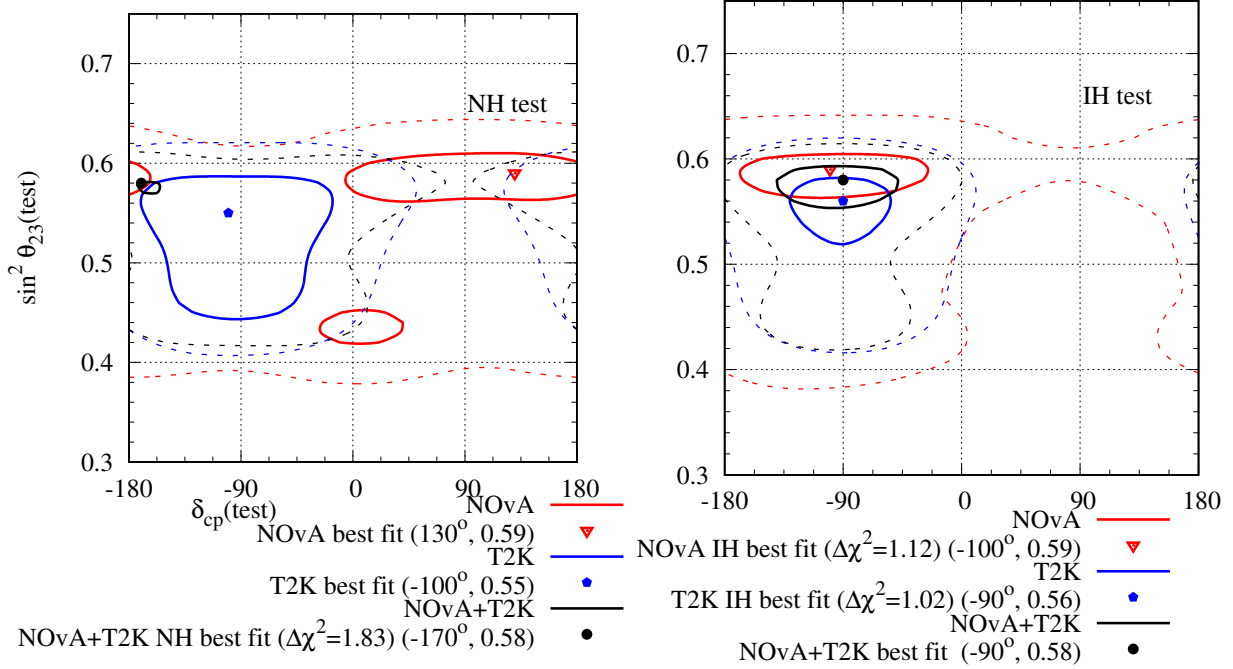 NH test
0.7
0.6
0.5
0.4
0.3
sin² θ₂₃(test)
-180 -90 0 90 180
δcp(test)
NOvA
NOvA best fit (130°, 0.59)
T2K
T2K best fit (-100°, 0.55)
NOvA+T2K
NOvA+T2K NH best fit (Δχ²=1.83) (-170°, 0.58)
IH test
0.7
0.6
0.5
0.4
0.3
-180 -90 0 90 180
NOvA
NOvA IH best fit (Δχ²=1.12) (-100°, 0.59)
T2K
T2K IH best fit (Δχ²=1.02) (-90°, 0.56)
NOvA+T2K
NOvA+T2K best fit (-90°, 0.58)